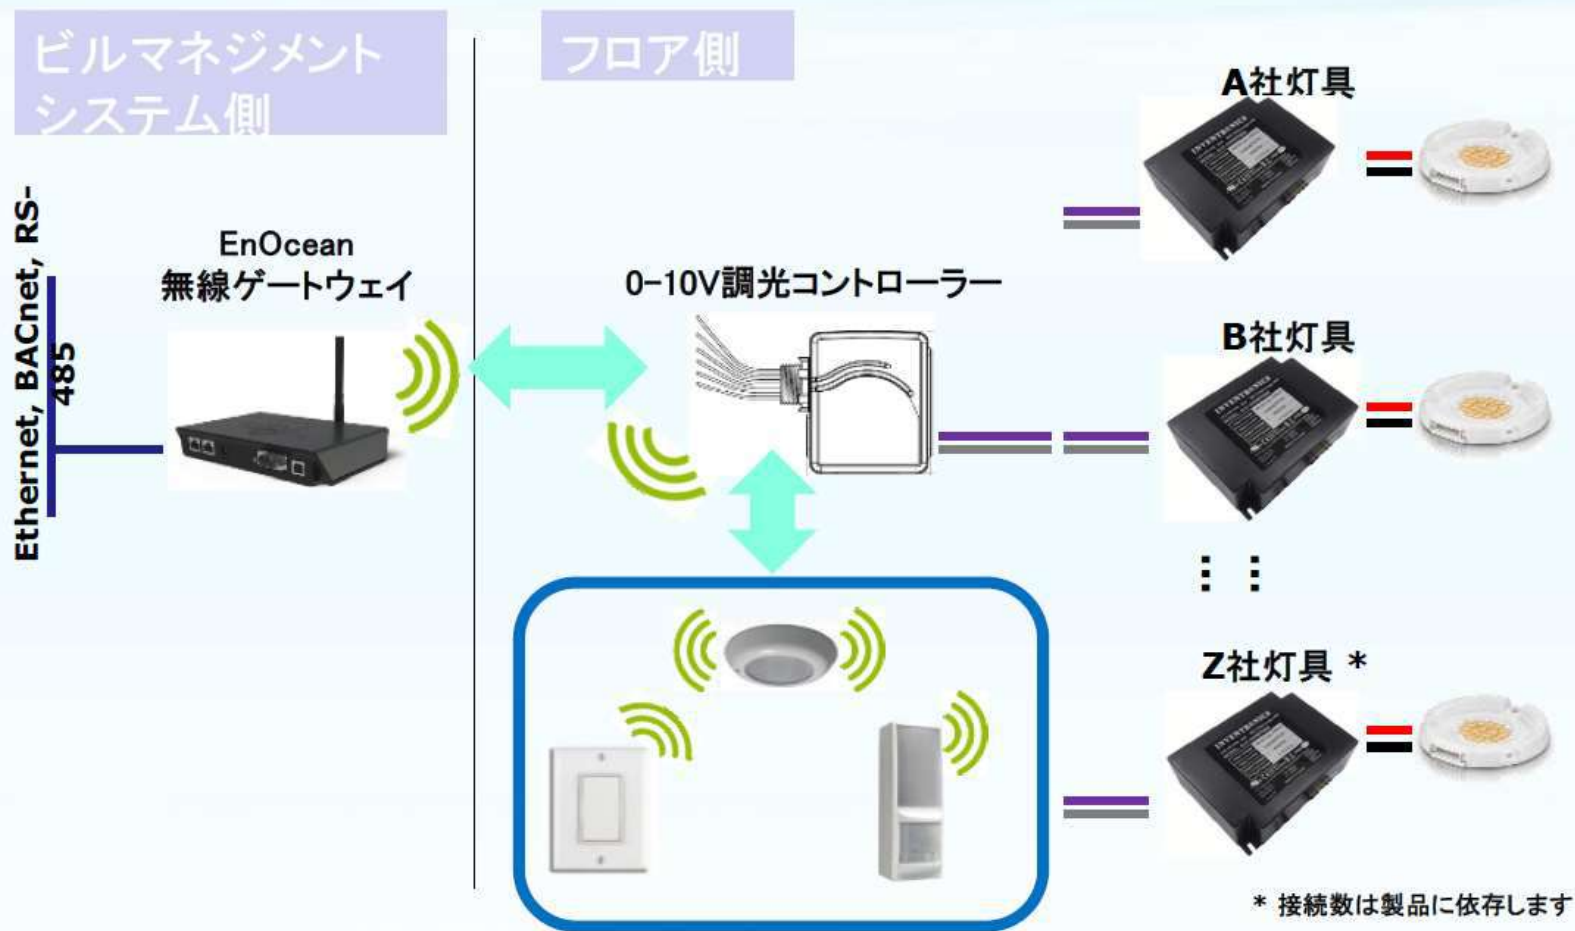 ビルマネジメント
システム側
フロア側
Ethernet, BACnet, RS-
485
EnOcean
無線ゲートウェイ
0-10V調光コントローラー
A社灯具
INVENTRONICS
B社灯具
INVENTRONICS
⋮ ⋮
Z社灯具 *
INVENTRONICS
* 接続数は製品に依存します